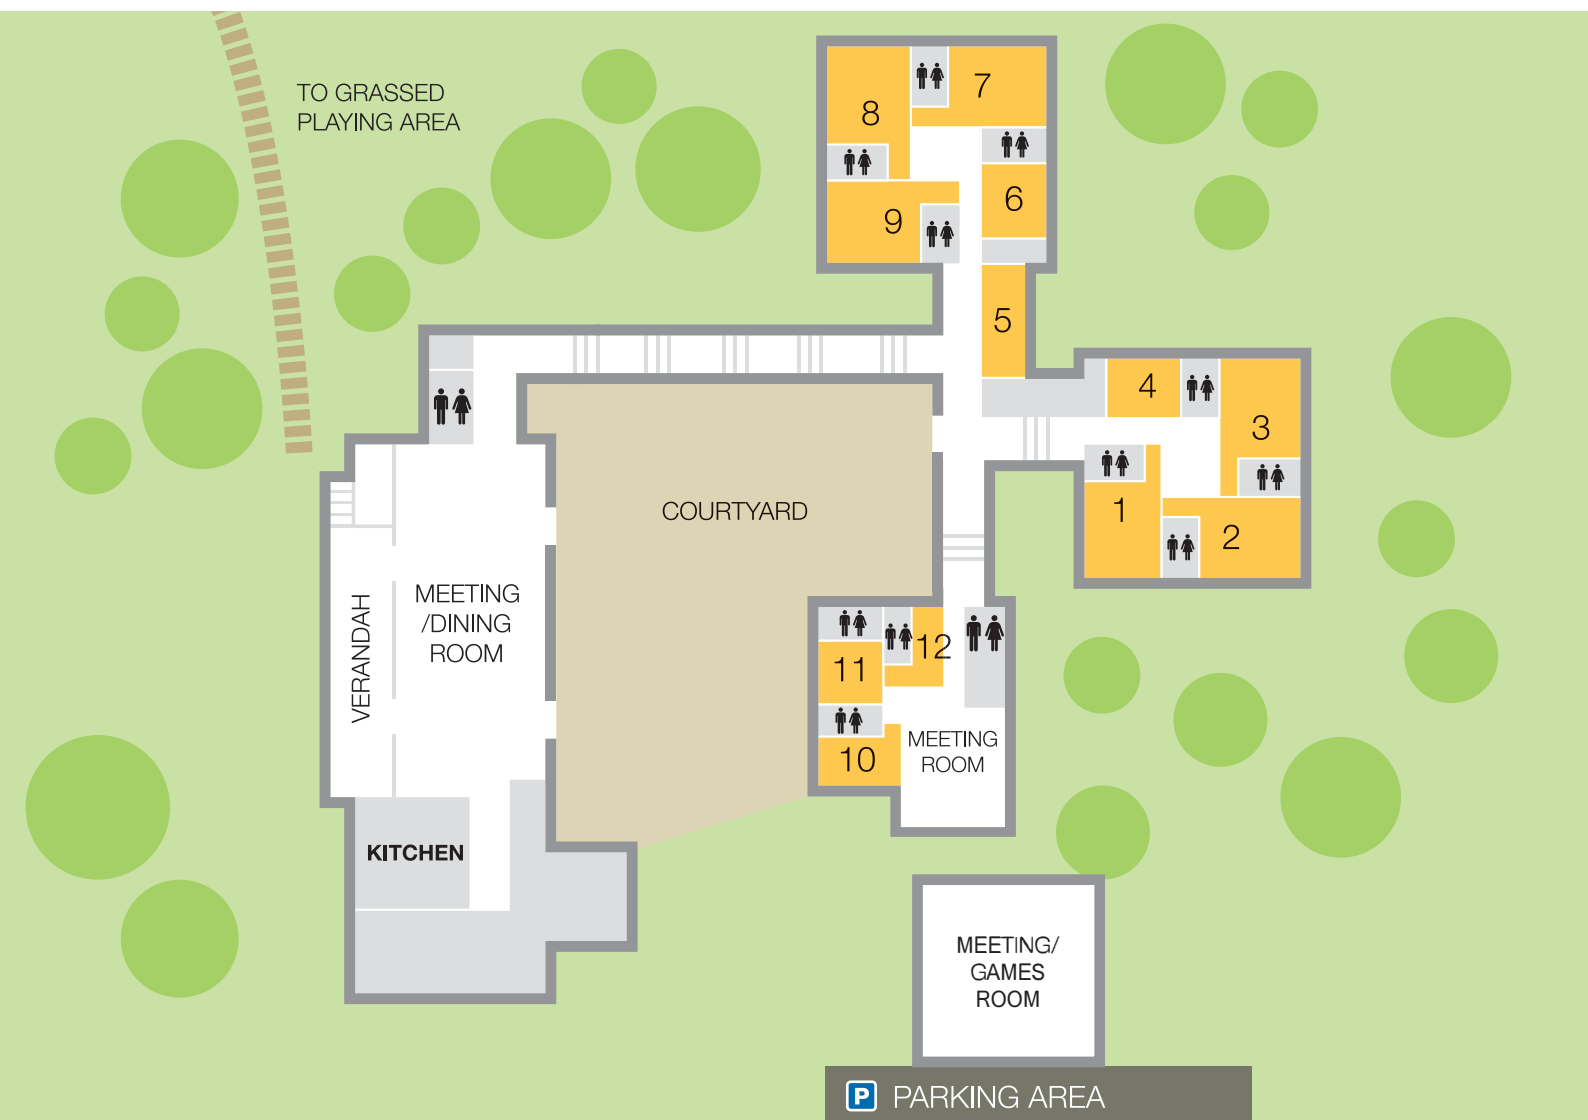 TO GRASSED
PLAYING AREA
7
8
6
9
5
4
3
1
2
COURTYARD
MEETING
/DINING
ROOM
VERANDAH
12
11
10
MEETING
ROOM
KITCHEN
MEETING/
GAMES
ROOM
P PARKING AREA